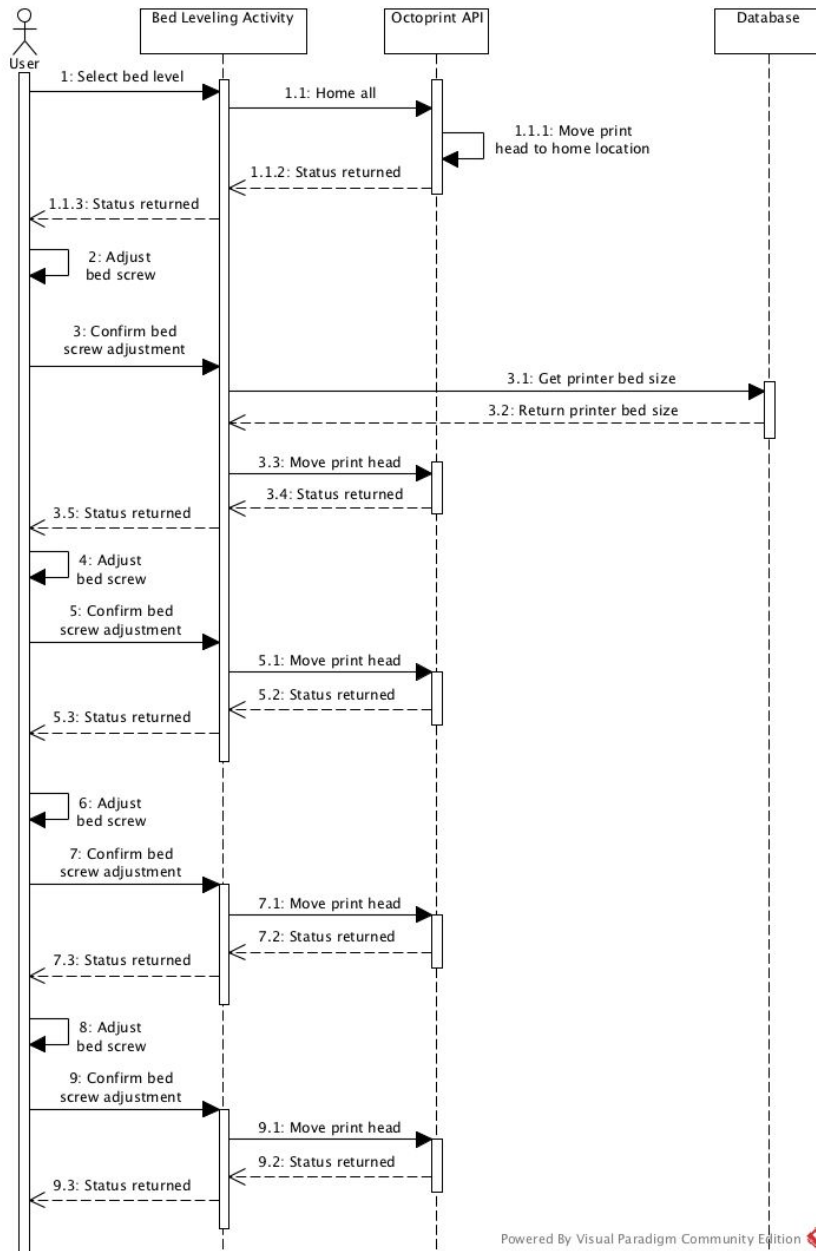 Bed Leveling Activity
Octoprint API
Database
User
1: Select bed level
1.1: Home all
1.1.1: Move print
head to home location
1.1.2: Status returned
1.1.3: Status returned
2: Adjust
bed screw
3: Confirm bed
screw adjustment
3.1: Get printer bed size
3.2: Return printer bed size
3.3: Move print head
3.4: Status returned
3.5: Status returned
4: Adjust
bed screw
5: Confirm bed
screw adjustment
5.1: Move print head
5.2: Status returned
5.3: Status returned
6: Adjust
bed screw
7: Confirm bed
screw adjustment
7.1: Move print head
7.2: Status returned
7.3: Status returned
8: Adjust
bed screw
9: Confirm bed
screw adjustment
9.1: Move print head
9.2: Status returned
9.3: Status returned
Powered By Visual Paradigm Community Edition